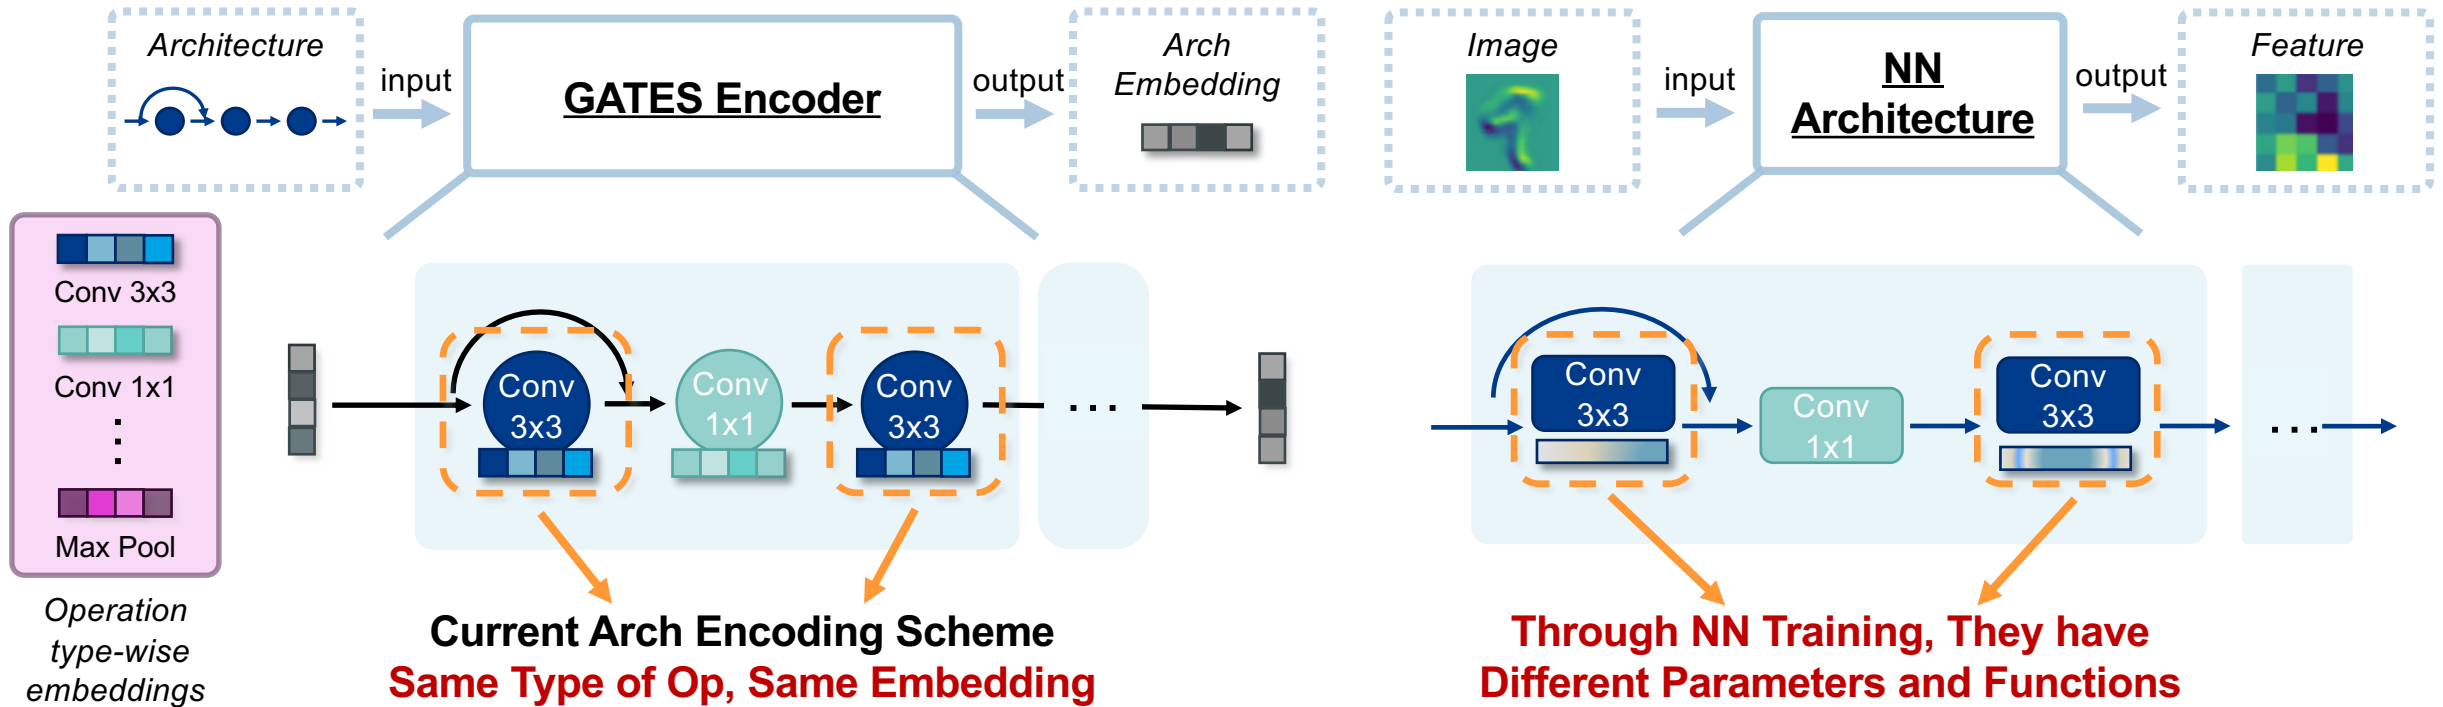 Architecture
input
GATES Encoder
output
Arch
Embedding
Image
input
NN
Architecture
output
Feature
Conv 3x3
Conv 1x1
⋮
Max Pool
Operation
type-wise
embeddings
Conv
3x3
Conv
1x1
Conv
3x3
...
Current Arch Encoding Scheme
Same Type of Op, Same Embedding
Conv
3x3
Conv
1x1
Conv
3x3
...
Through NN Training, They have
Different Parameters and Functions